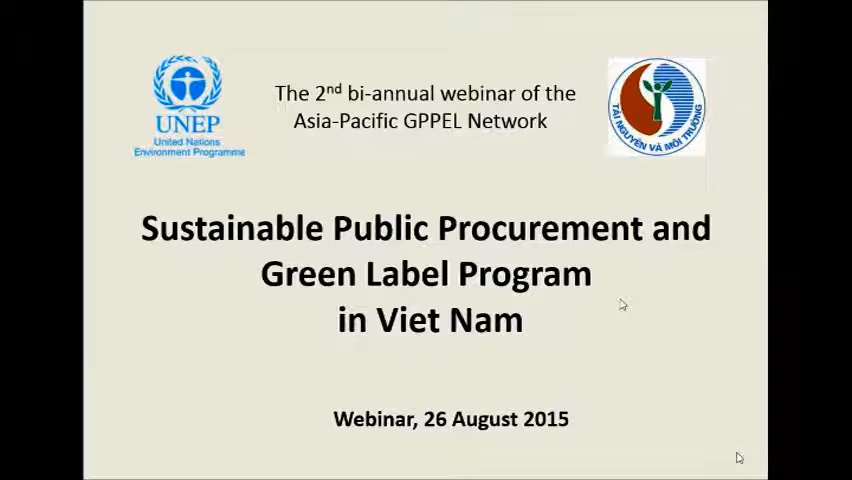 The 2nd bi-annual webinar of the
Asia-Pacific GPPEL Network
UNEP
United Nations
Environment Programme
TÀI NGUYÊN VÀ MÔI TRƯỜNG
Sustainable Public Procurement and
Green Label Program
in Viet Nam
Webinar, 26 August 2015